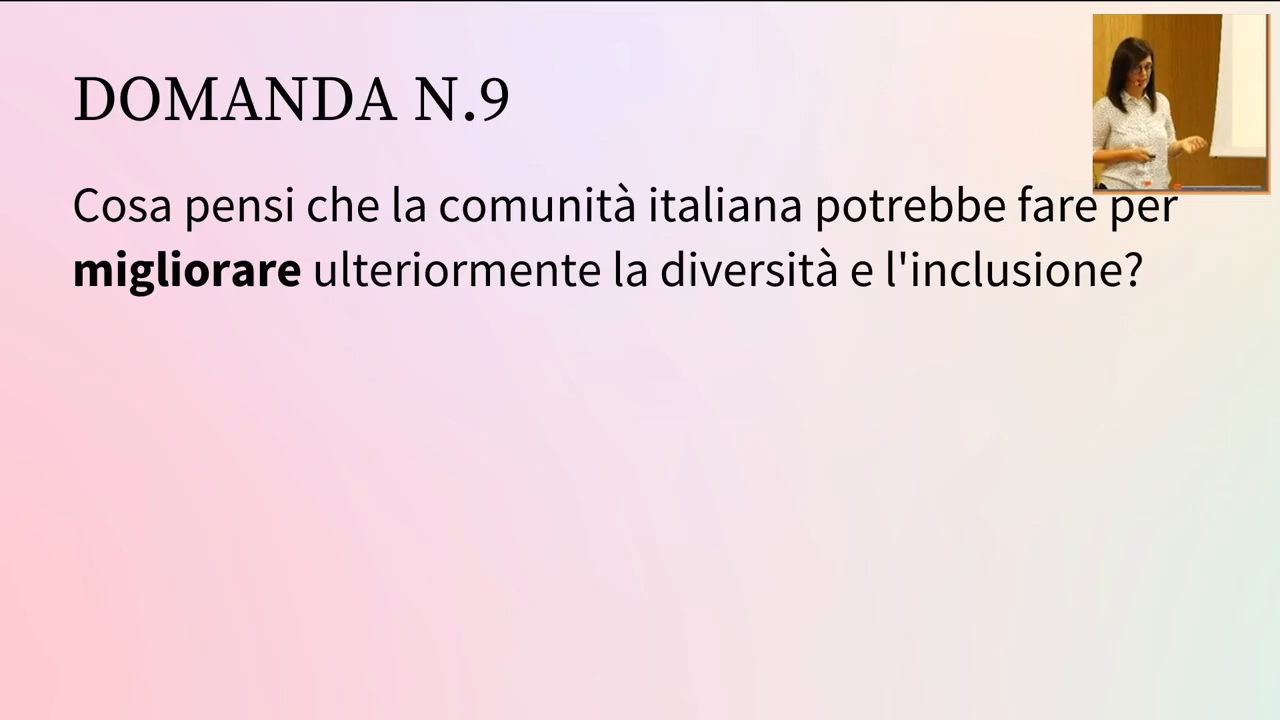 DOMANDA N.9
Cosa pensi che la comunità italiana potrebbe fare per
migliorare ulteriormente la diversità e l'inclusione?